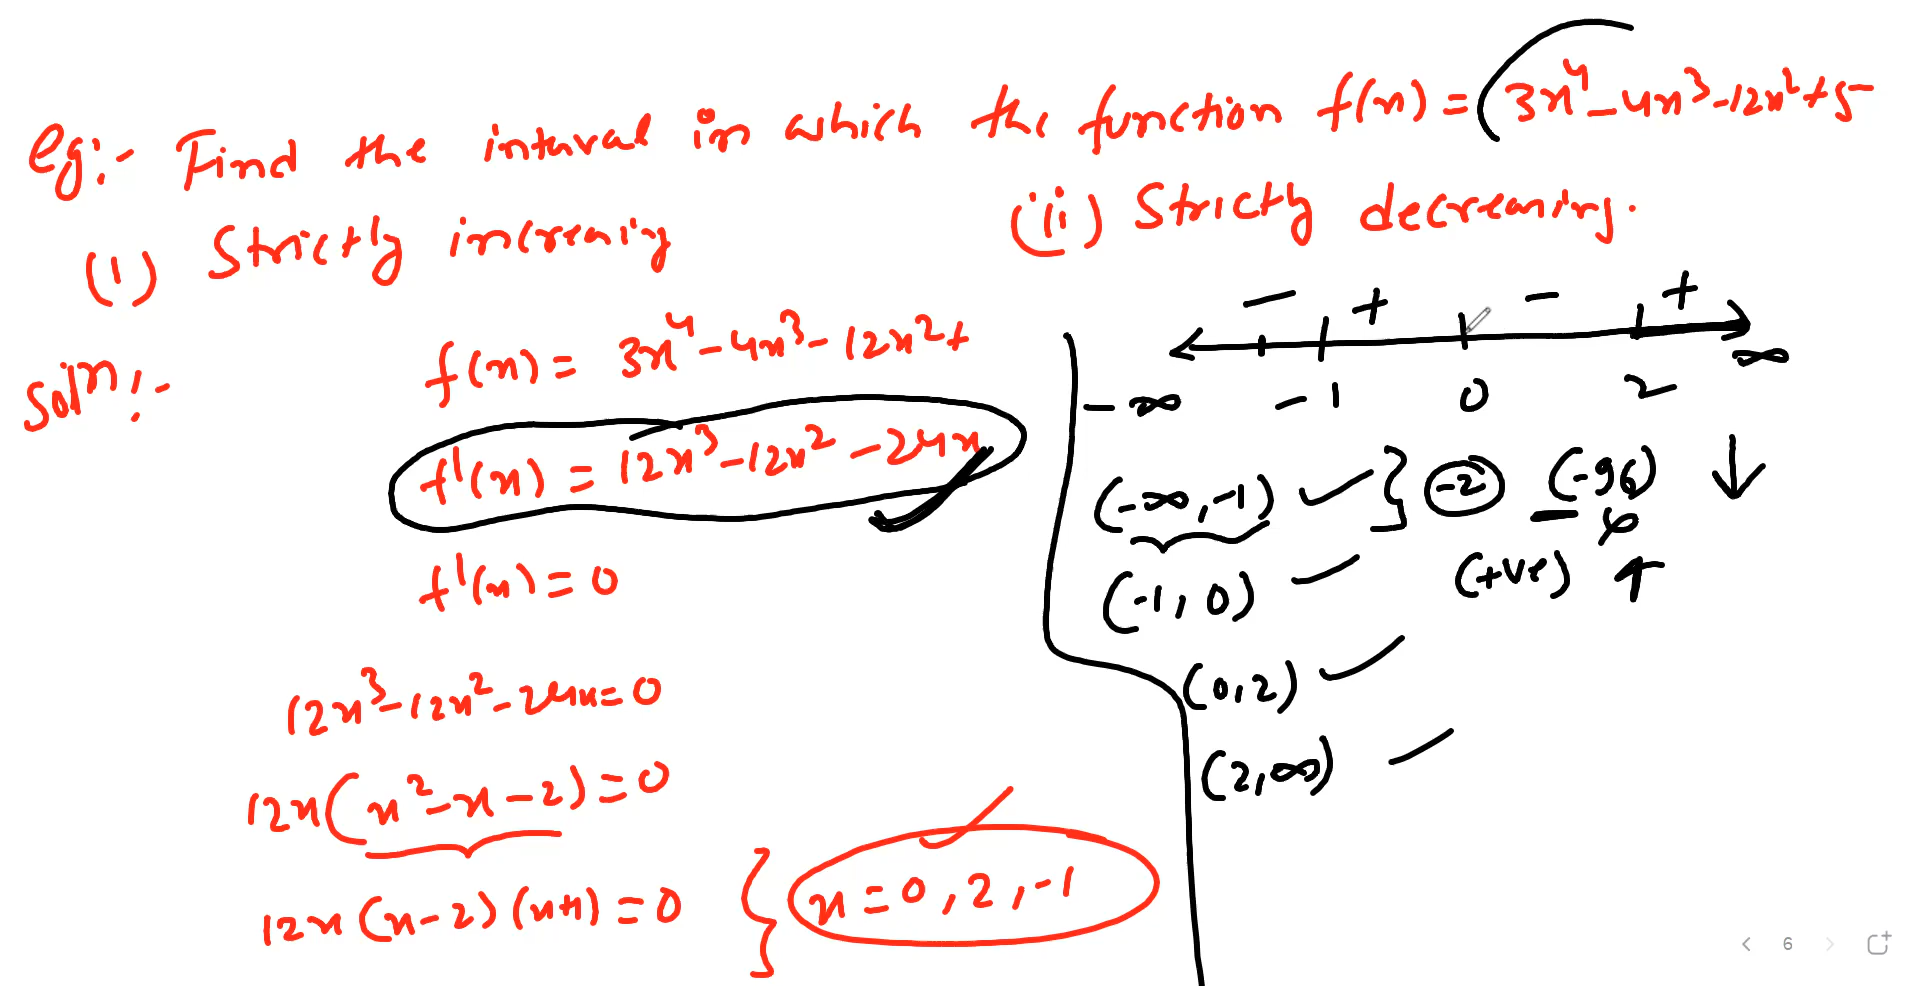 eg:- Find the interval in which the function f(x) = (3x⁴-4x³-12x²+5
(i) Strictly increasing (ii) Strictly decreasing.
Soln:- f(x) = 3x⁴-4x³-12x²+
f'(x) = 12x³-12x²-24x
f'(x) = 0
12x³-12x²-24x=0
12x(x²-x-2)=0
12x(x-2)(x+1)=0 } x=0,2,-1
- + - +
-∞ -1 0 2 ∞
(-∞,-1) ✓ } -2 (-96) ↓
(-1,0) (+ve) ↑
(0,2) ✓
(2,∞)
6